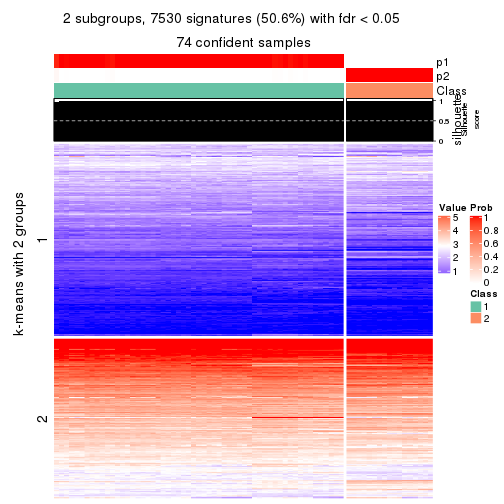 2 subgroups, 7530 signatures (50.6%) with fdr < 0.05
74 confident samples
p1
p2
Class
1
0.5
0
silhouette
Silhouette
score
k-means with 2 groups
1
2
Value
5
4
3
2
1
Prob
1
0.8
0.6
0.4
0.2
0
Class
1
2